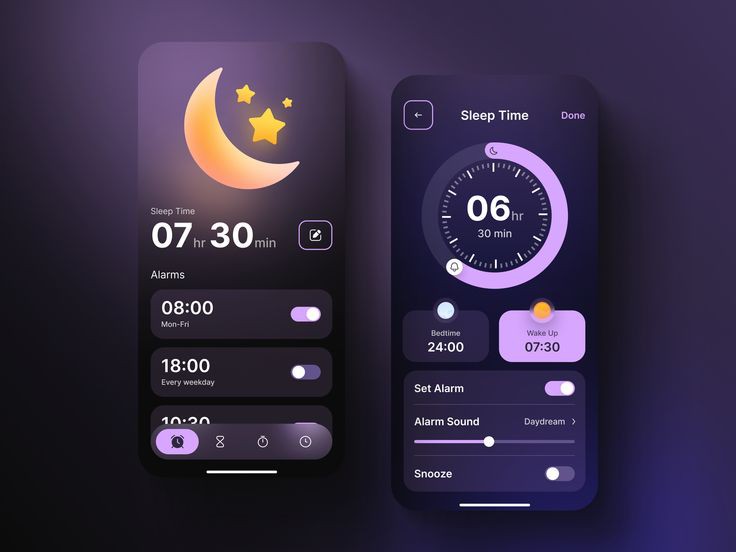 Sleep Time
07 hr 30 min
Alarms
08:00
Mon-Fri
18:00
Every weekday
10:30
Sleep Time
Done
06 hr
30 min
Bedtime
24:00
Wake Up
07:30
Set Alarm
Alarm Sound
Daydream
Snooze